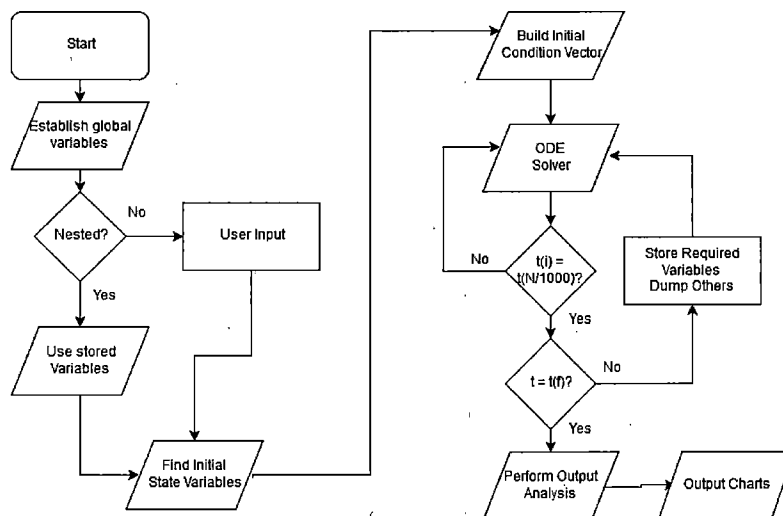 Start
Establish global
variables
Nested?
No
User Input
Yes
Use stored
Variables
Find Initial
State Variables
Build Initial
Condition Vector
ODE
Solver
No
t(i) =
t(N/1000)?
Store Required
Variables
Dump Others
Yes
t = t(f)?
No
Yes
Perform Output
Analysis
Output Charts